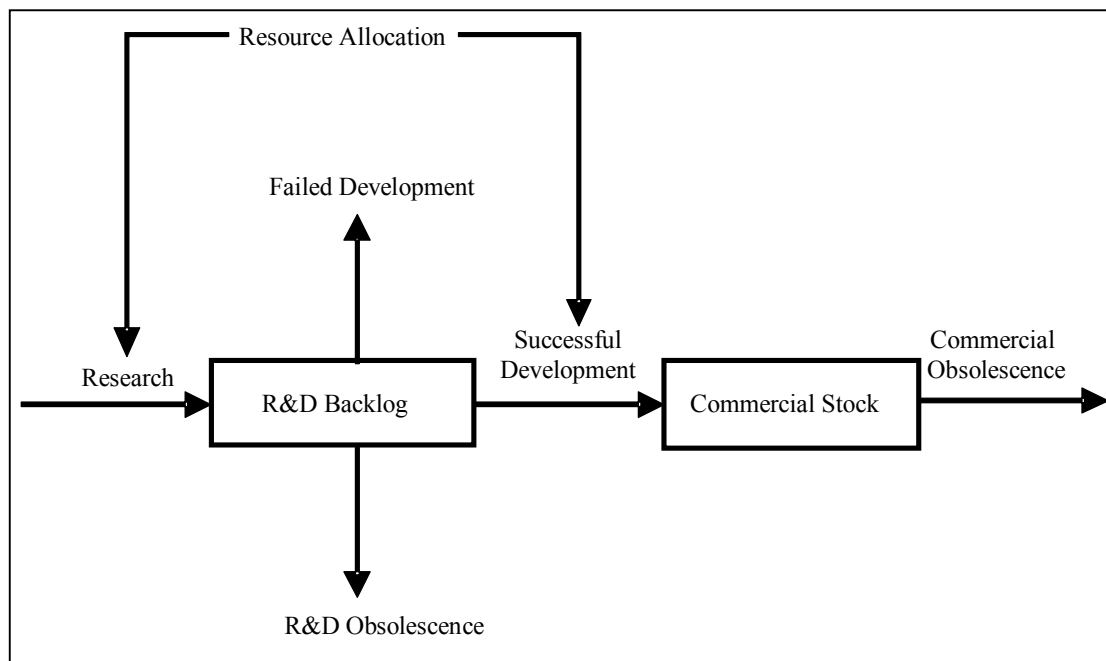 Resource Allocation
Failed Development
Successful
Development
Commercial
Obsolescence
Research
R&D Backlog
Commercial Stock
R&D Obsolescence